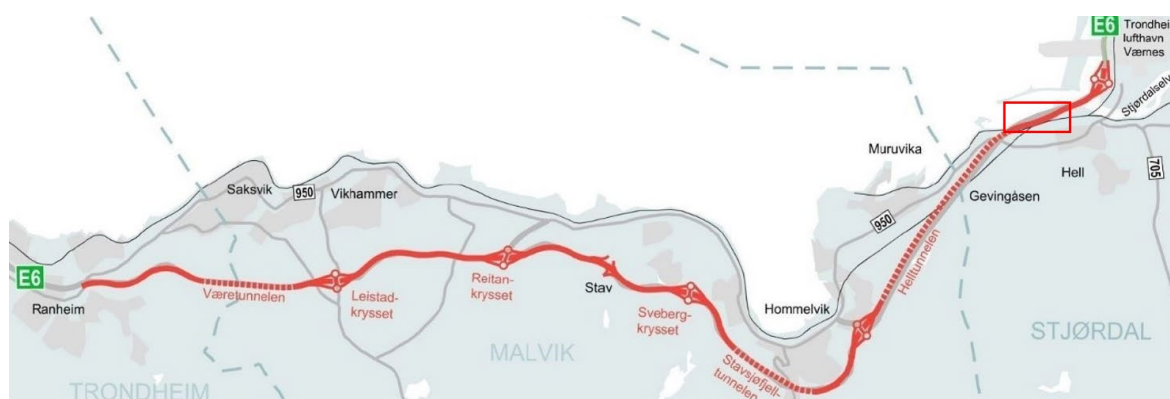 E6
Trondhei
lufthavn
Værnes
Stjørdalselv
Muruvika
Saksvik
950
Vikhammer
705
Hell
950
Gevingåsen
Helltunnelen
E6
Ranheim
Væretunnelen
Leistad-
krysset
Reitan-
krysset
Stav
Sveberg-
krysset
Hommelvik
STJØRDAL
MALVIK
Stavsjøfjell-
tunnelen
TRONDHEIM